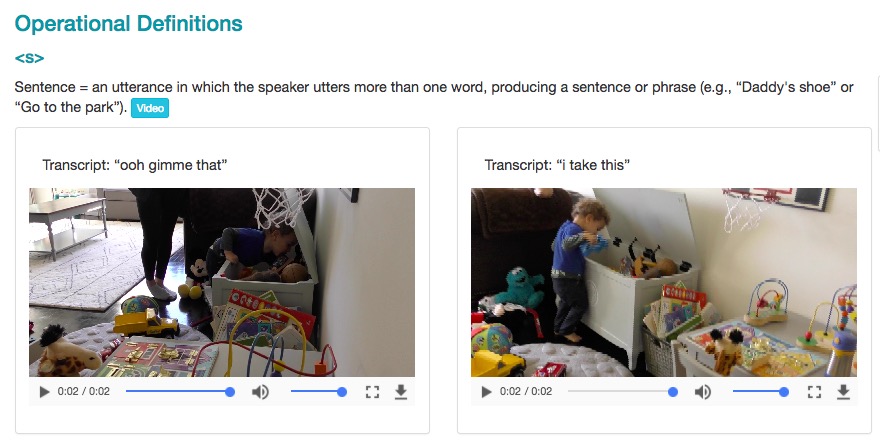 Operational Definitions
<s>
Sentence = an utterance in which the speaker utters more than one word, producing a sentence or phrase (e.g., “Daddy's shoe” or
“Go to the park”). Video
Transcript: “ooh gimme that”
Transcript: “i take this”
0:02 / 0:02
0:02 / 0:02